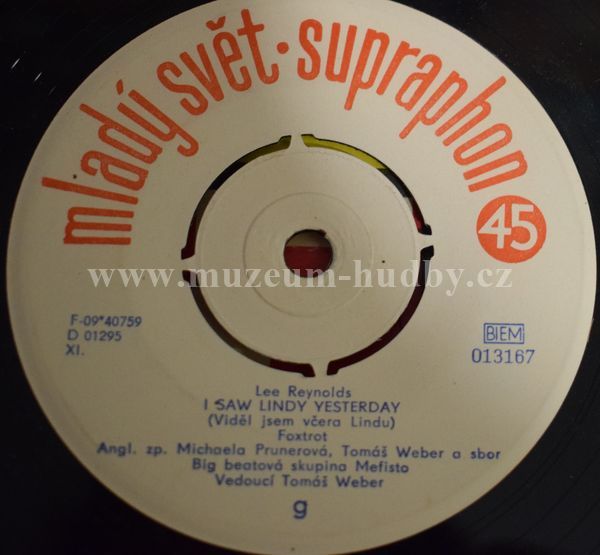 mladý svět · supraphon
45
www.muzeum-hudby.cz
F-09*40759
D 01295
XI.
BIEM
013167
Lee Reynolds
I SAW LINDY YESTERDAY
(Viděl jsem včera Lindu)
Foxtrot
Angl. zp. Michaela Prunerová, Tomáš Weber a sbor
Big beatová skupina Mefisto
Vedoucí Tomáš Weber
g